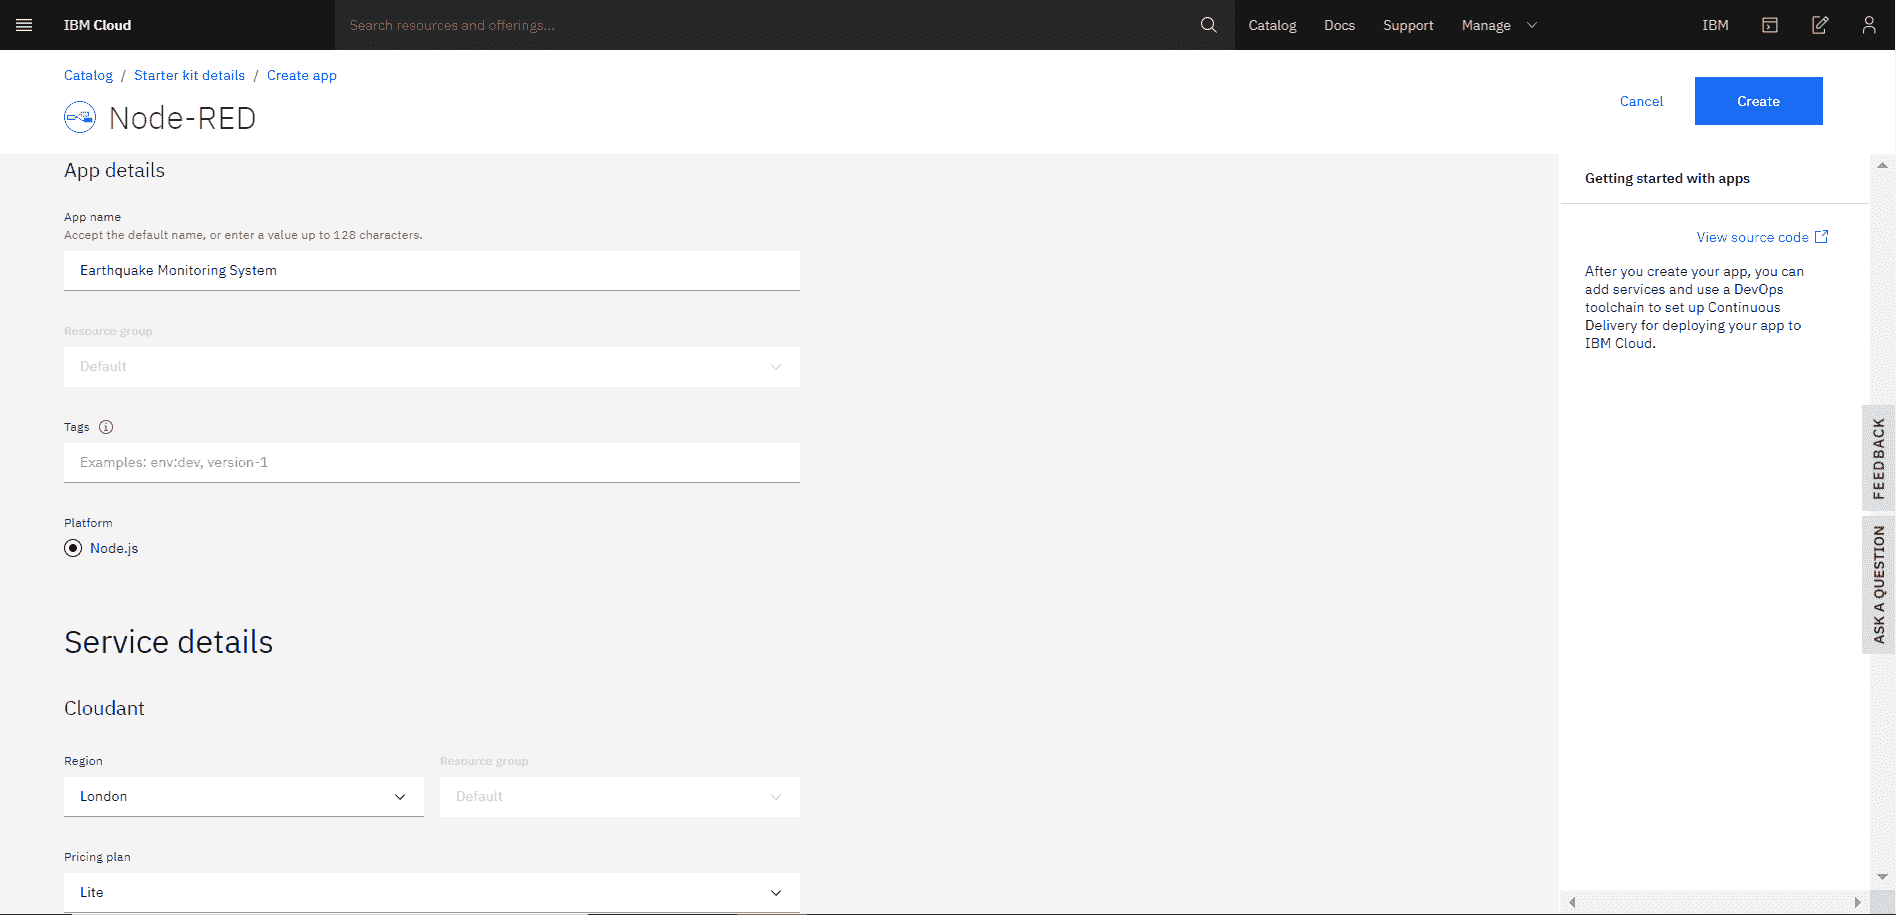 IBM Cloud
Search resources and offerings...
Catalog
Docs
Support
Manage
IBM
Catalog / Starter kit details / Create app
Node-RED
Cancel
Create
App details
App name
Accept the default name, or enter a value up to 128 characters.
Earthquake Monitoring System
Resource group
Default
Tags
Examples: env:dev, version-1
Platform
Node.js
Service details
Cloudant
Region
London
Resource group
Default
Pricing plan
Lite
Getting started with apps
View source code
After you create your app, you can
add services and use a DevOps
toolchain to set up Continuous
Delivery for deploying your app to
IBM Cloud.
FEEDBACK
ASK A QUESTION